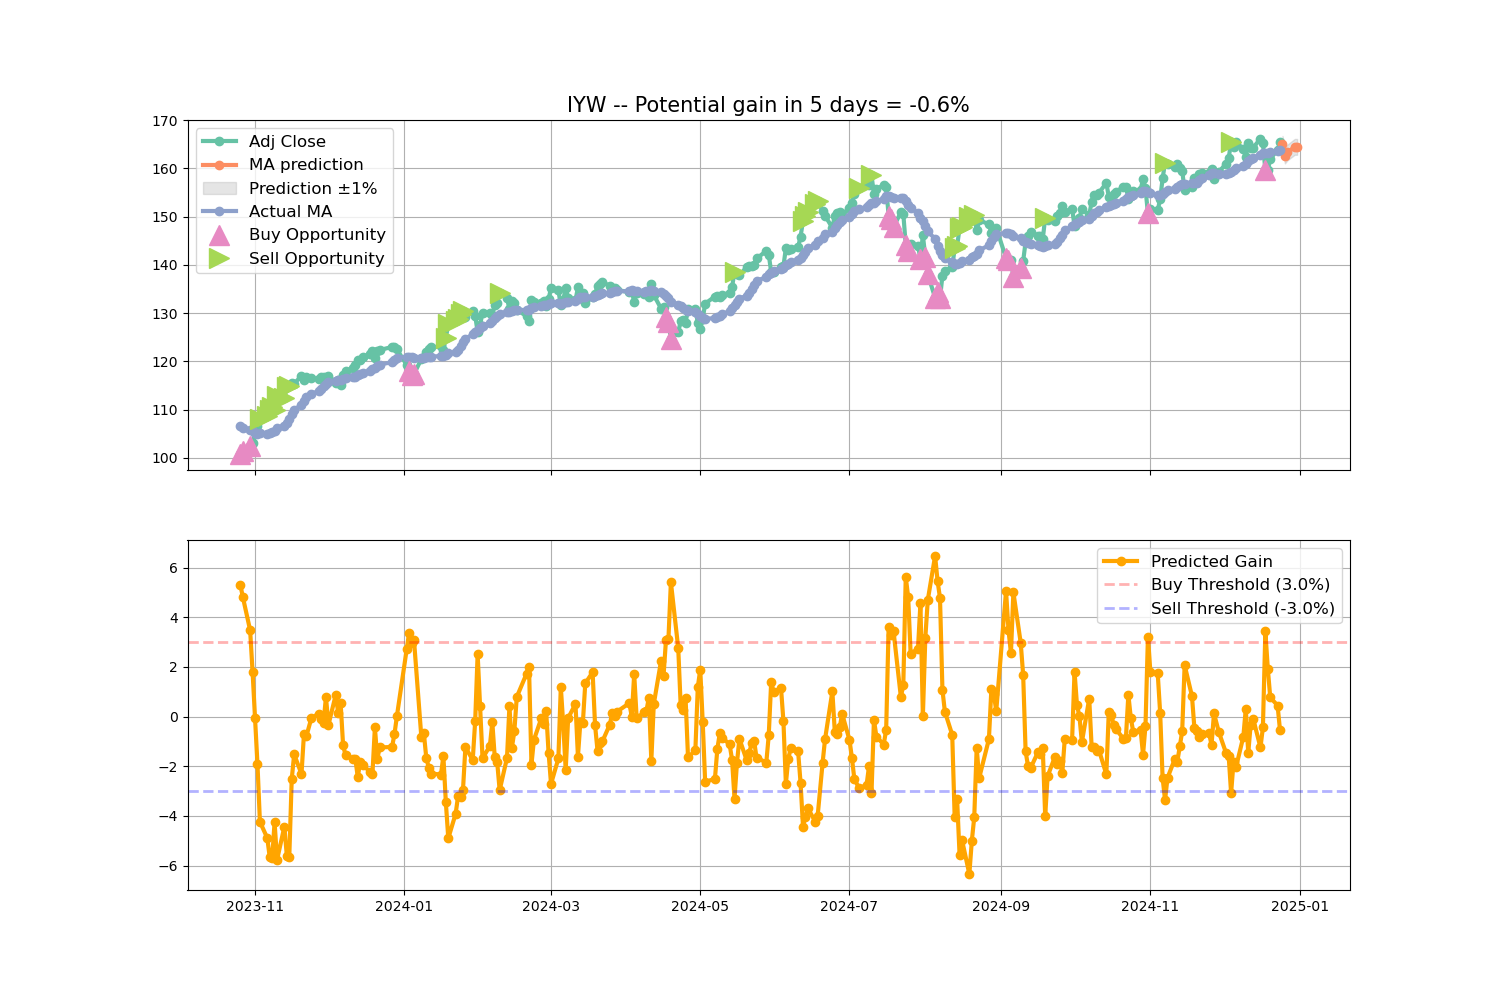 IYW -- Potential gain in 5 days = -0.6%
170
160
150
140
130
120
110
100
Adj Close
MA prediction
Prediction ±1%
Actual MA
Buy Opportunity
Sell Opportunity
6
4
2
0
−2
−4
−6
Predicted Gain
Buy Threshold (3.0%)
Sell Threshold (-3.0%)
2023-11
2024-01
2024-03
2024-05
2024-07
2024-09
2024-11
2025-01